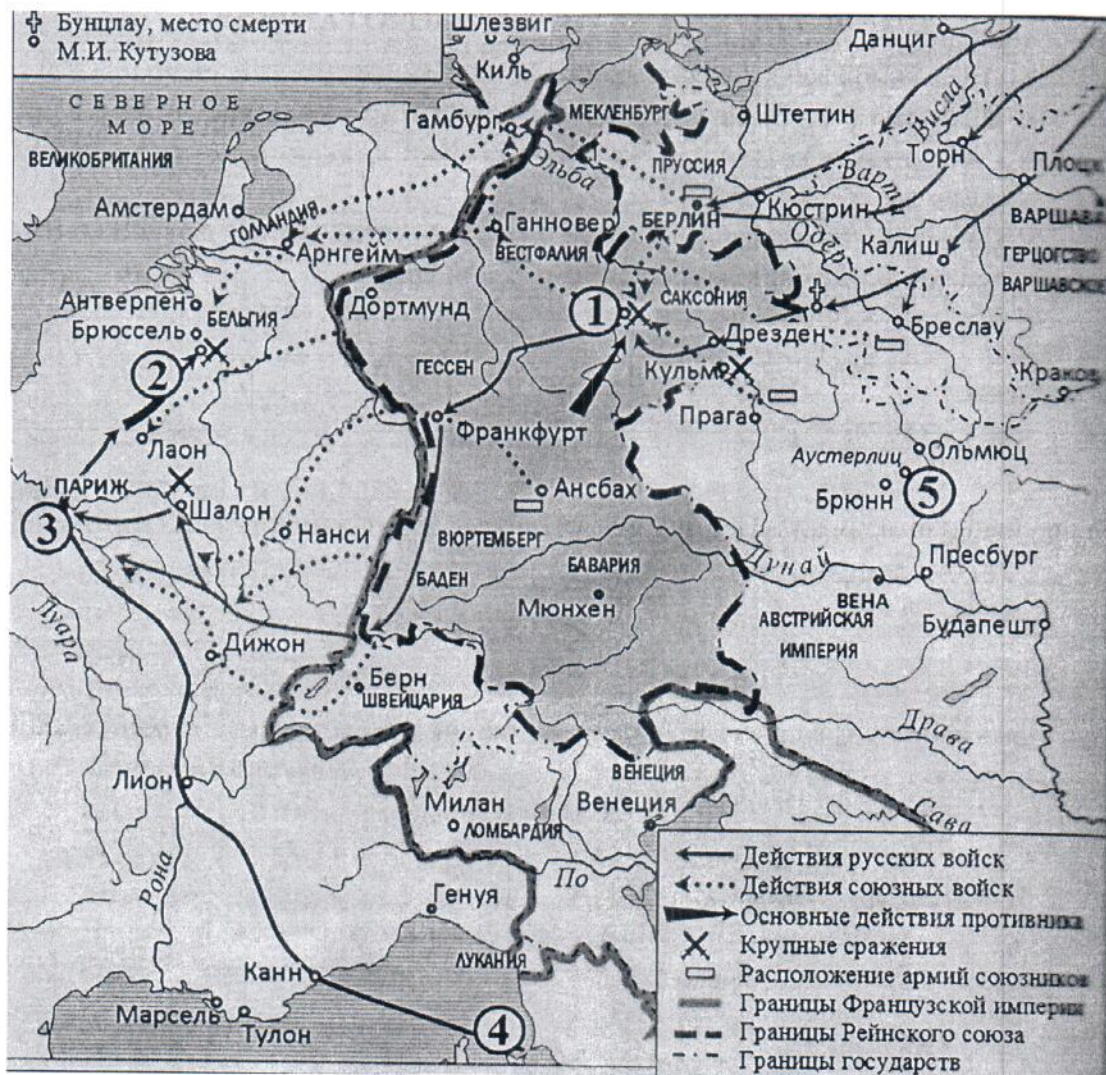 Бунцлау, место смерти
М.И. Кутузова
Шлезвиг
Киль
Данциг
СЕВЕРНОЕ
МОРЕ
МЕКЛЕНБУРГ
Штеттин
Висла
Гамбург
ВЕЛИКОБРИТАНИЯ
Эльба
ПРУССИЯ
Торн
Варта
Плоцк
Амстердам
ГОЛЛАНДИЯ
Ганновер
БЕРЛИН
Кюстрин
ВАРШАВА
Арнгейм
ВЕСТФАЛИЯ
Одер
Калиш
ГЕРЦОГСТВО
ВАРШАВСКОЕ
Антверпен
БЕЛЬГИЯ
Дортмунд
1
САКСОНИЯ
Брюссель
Дрезден
Бреслау
2
ГЕССЕН
Кульм
Краков
Прага
Лаон
Франкфурт
Ольмюц
Аустерлиц
ПАРИЖ
Ансбах
Брюнн
5
3
Шалон
Нанси
ВЮРТЕМБЕРГ
Дунай
Пресбург
БАДЕН
БАВАРИЯ
Мюнхен
ВЕНА
Луара
АВСТРИЙСКАЯ
ИМПЕРИЯ
Будапешт
Дижон
Берн
ШВЕЙЦАРИЯ
Драва
Лион
ВЕНЕЦИЯ
Милан
Венеция
Сава
ЛОМБАРДИЯ
Рона
По
Генуя
Канн
ЛУКАНИЯ
Марсель
Тулон
4
Действия русских войск
Действия союзных войск
Основные действия противника
Крупные сражения
Расположение армий союзников
Границы Французской империи
Границы Рейнского союза
Границы государств